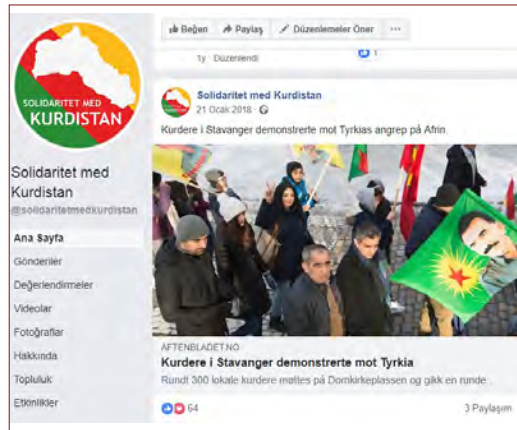 SOLIDARITET MED
KURDISTAN
Solidaritet med
Kurdistan
@solidaritetmedkurdistan
Ana Sayfa
Gönderiler
Değerlendirmeler
Videolar
Fotoğraflar
Hakkında
Topluluk
Etkinlikler
Beğen
Paylaş
Düzenlemeler Öner
1y Düzenlendi
1
Solidaritet med Kurdistan
21 Ocak 2018
Kurdere i Stavanger demonstrerte mot Tyrkias angrep på Afrin.
AFTENBLADET.NO
Kurdere i Stavanger demonstrerte mot Tyrkia
Rundt 300 lokale kurdere møttes på Domkirkeplassen og gikk en runde
64
3 Paylaşım